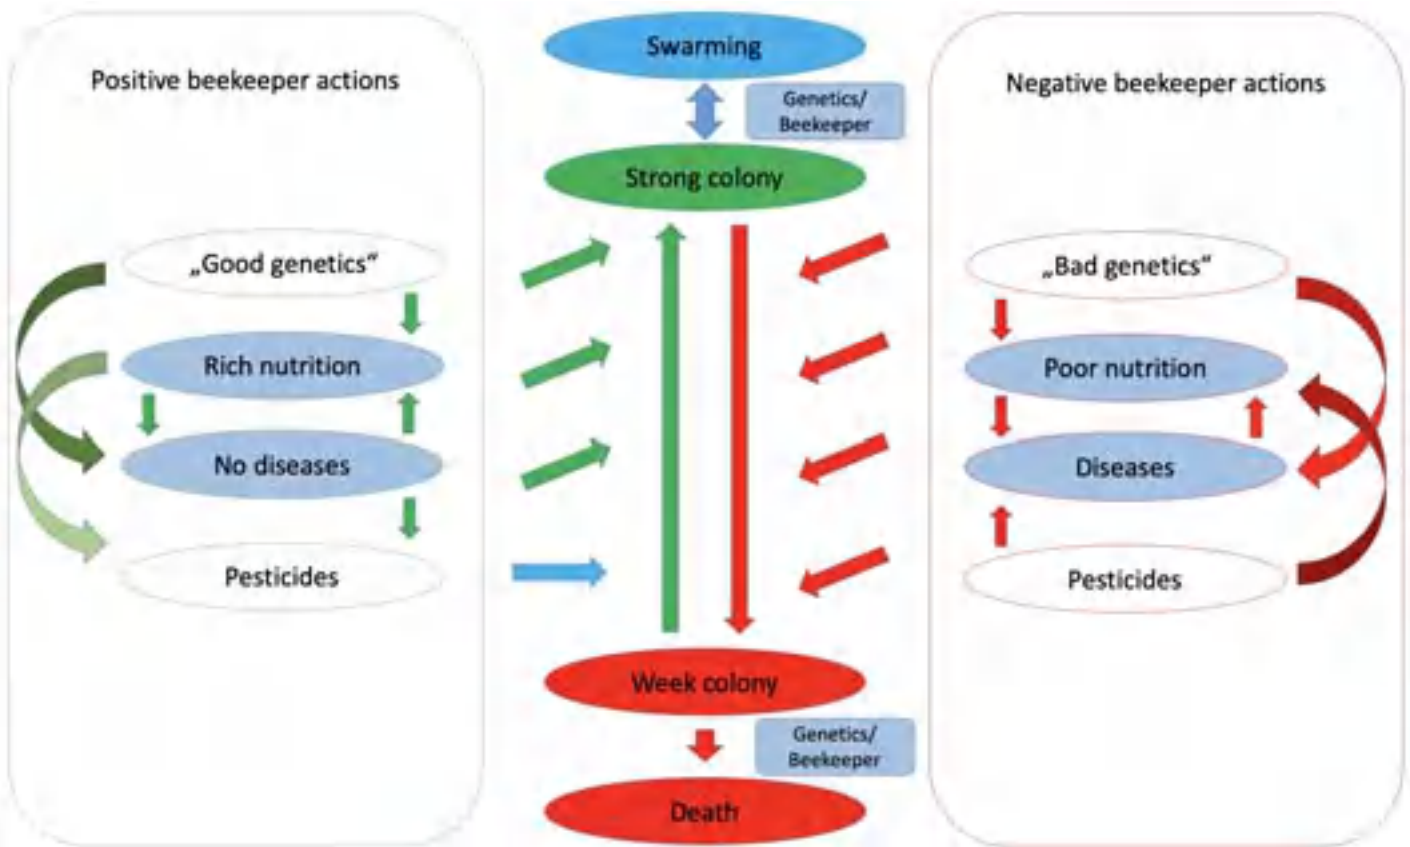 Positive beekeeper actions
„Good genetics“
Rich nutrition
No diseases
Pesticides
Swarming
Genetics/
Beekeeper
Strong colony
Week colony
Genetics/
Beekeeper
Death
Negative beekeeper actions
„Bad genetics“
Poor nutrition
Diseases
Pesticides